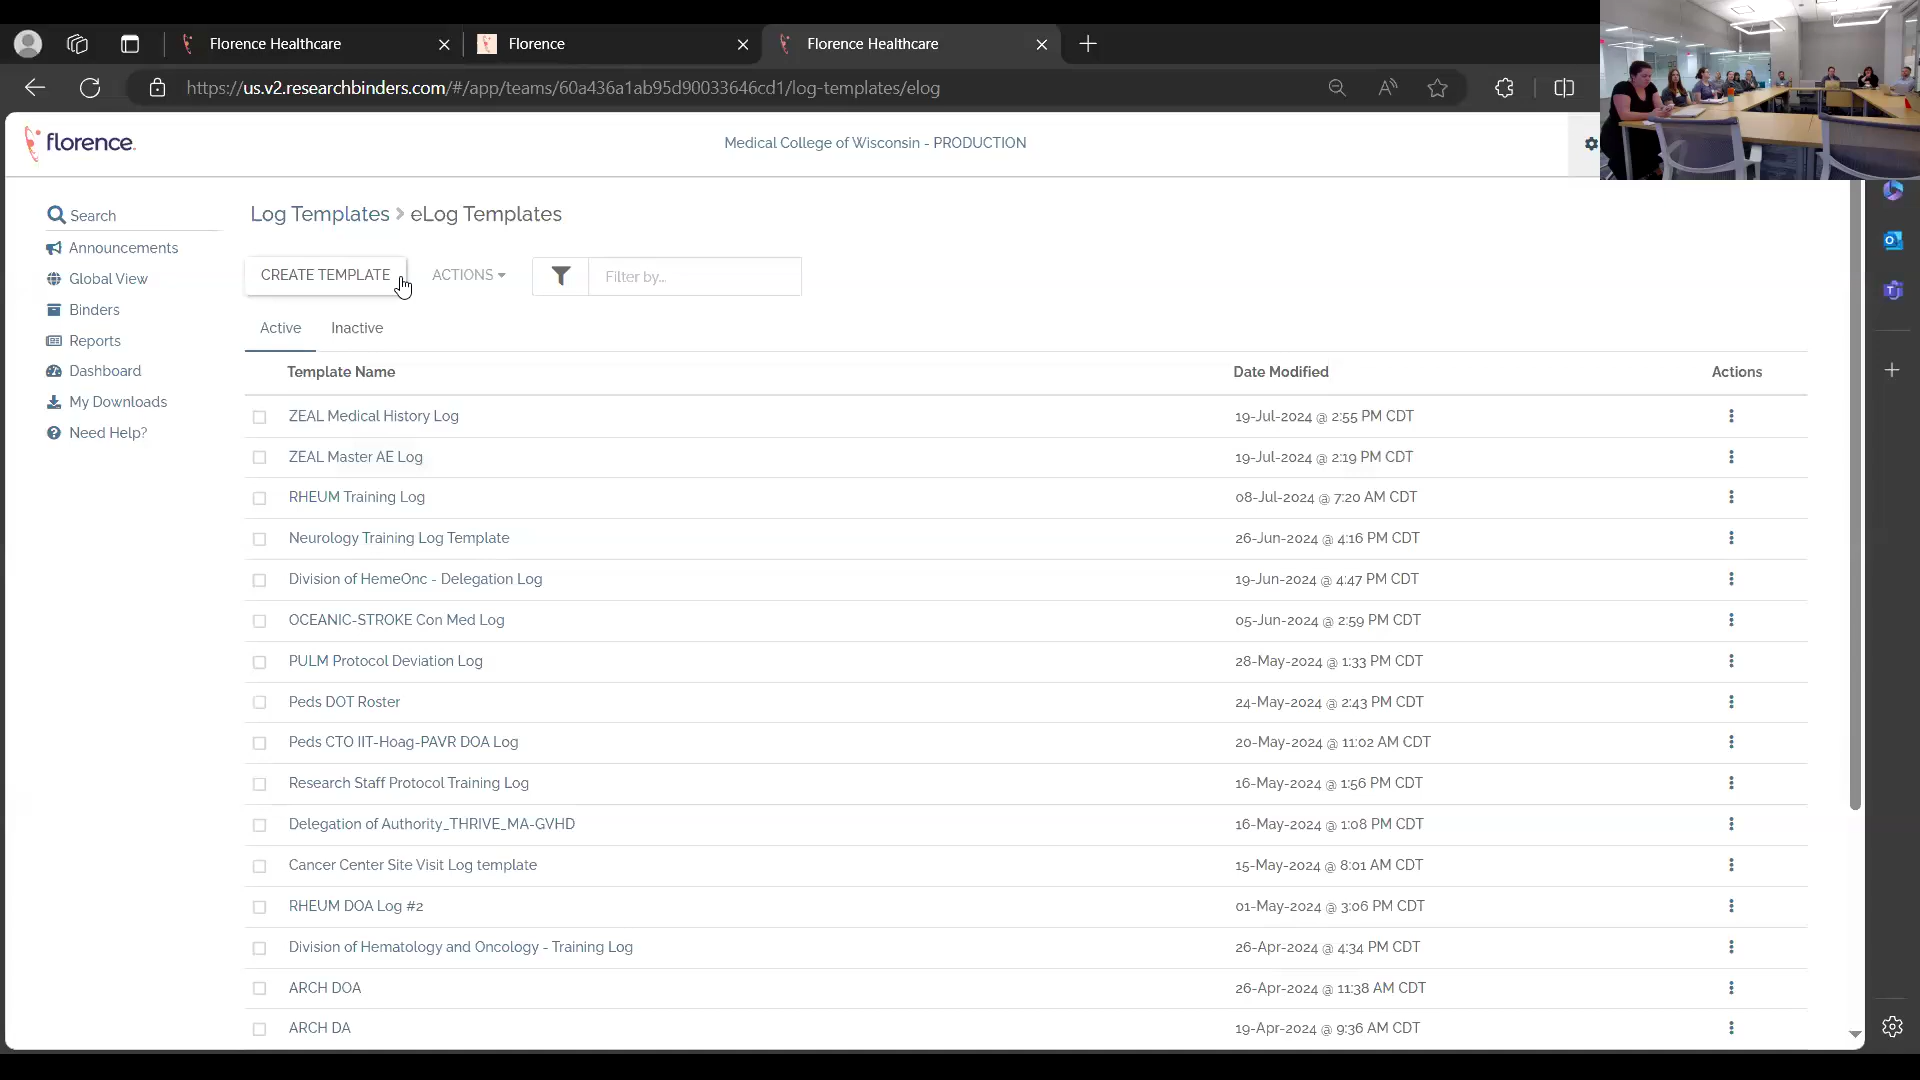 Florence Healthcare
Florence
Florence Healthcare
https://us.v2.researchbinders.com/#/app/teams/60a436a1ab95d90033646cd1/log-templates/elog
florence.
Medical College of Wisconsin - PRODUCTION
Search
Announcements
Global View
Binders
Reports
Dashboard
My Downloads
Need Help?
Log Templates > eLog Templates
CREATE TEMPLATE
ACTIONS
Filter by...
Active
Inactive
Template Name Date Modified Actions
ZEAL Medical History Log 19-Jul-2024 @ 2:55 PM CDT
ZEAL Master AE Log 19-Jul-2024 @ 2:19 PM CDT
RHEUM Training Log 08-Jul-2024 @ 7:20 AM CDT
Neurology Training Log Template 26-Jun-2024 @ 4:16 PM CDT
Division of HemeOnc - Delegation Log 19-Jun-2024 @ 4:47 PM CDT
OCEANIC-STROKE Con Med Log 05-Jun-2024 @ 2:59 PM CDT
PULM Protocol Deviation Log 28-May-2024 @ 1:33 PM CDT
Peds DOT Roster 24-May-2024 @ 2:43 PM CDT
Peds CTO IIT-Hoag-PAVR DOA Log 20-May-2024 @ 11:02 AM CDT
Research Staff Protocol Training Log 16-May-2024 @ 1:56 PM CDT
Delegation of Authority_THRIVE_MA-GVHD 16-May-2024 @ 1:08 PM CDT
Cancer Center Site Visit Log template 15-May-2024 @ 8:01 AM CDT
RHEUM DOA Log #2 01-May-2024 @ 3:06 PM CDT
Division of Hematology and Oncology - Training Log 26-Apr-2024 @ 4:34 PM CDT
ARCH DOA 26-Apr-2024 @ 11:38 AM CDT
ARCH DA 19-Apr-2024 @ 9:36 AM CDT